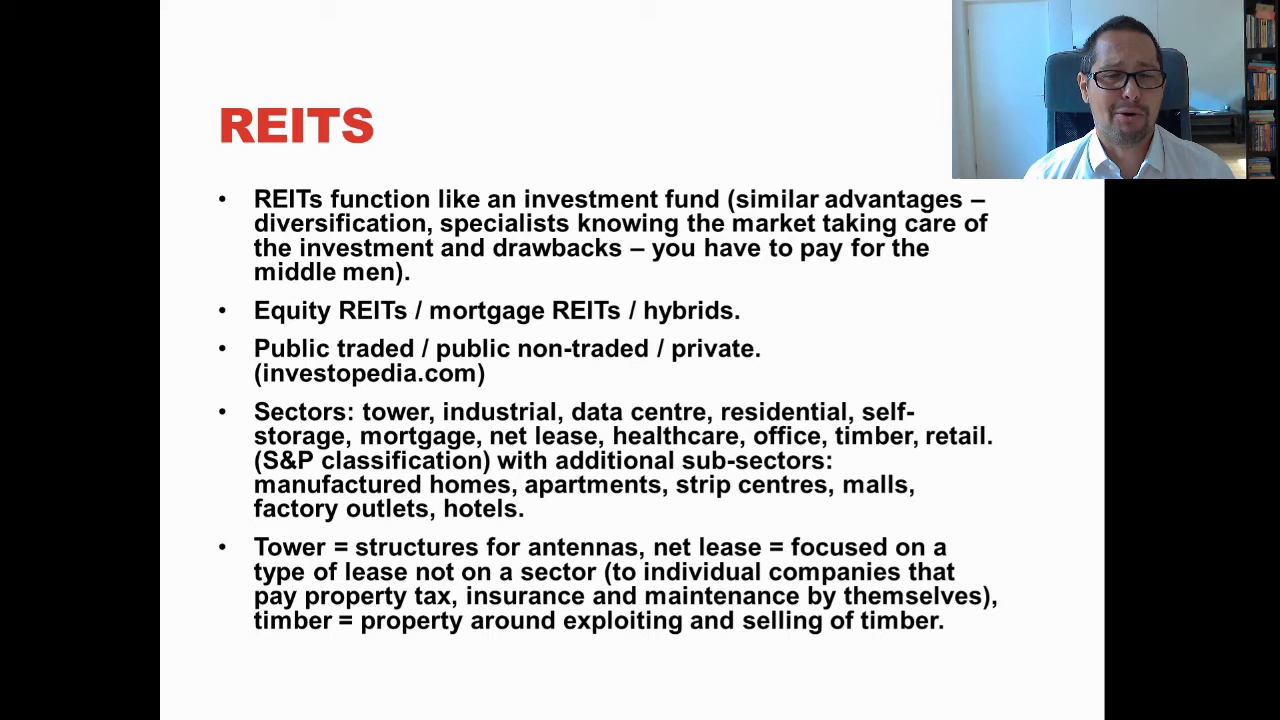 REITS
• REITs function like an investment fund (similar advantages –
diversification, specialists knowing the market taking care of
the investment and drawbacks – you have to pay for the
middle men).
• Equity REITs / mortgage REITs / hybrids.
• Public traded / public non-traded / private.
(investopedia.com)
• Sectors: tower, industrial, data centre, residential, self-
storage, mortgage, net lease, healthcare, office, timber, retail.
(S&P classification) with additional sub-sectors:
manufactured homes, apartments, strip centres, malls,
factory outlets, hotels.
• Tower = structures for antennas, net lease = focused on a
type of lease not on a sector (to individual companies that
pay property tax, insurance and maintenance by themselves),
timber = property around exploiting and selling of timber.